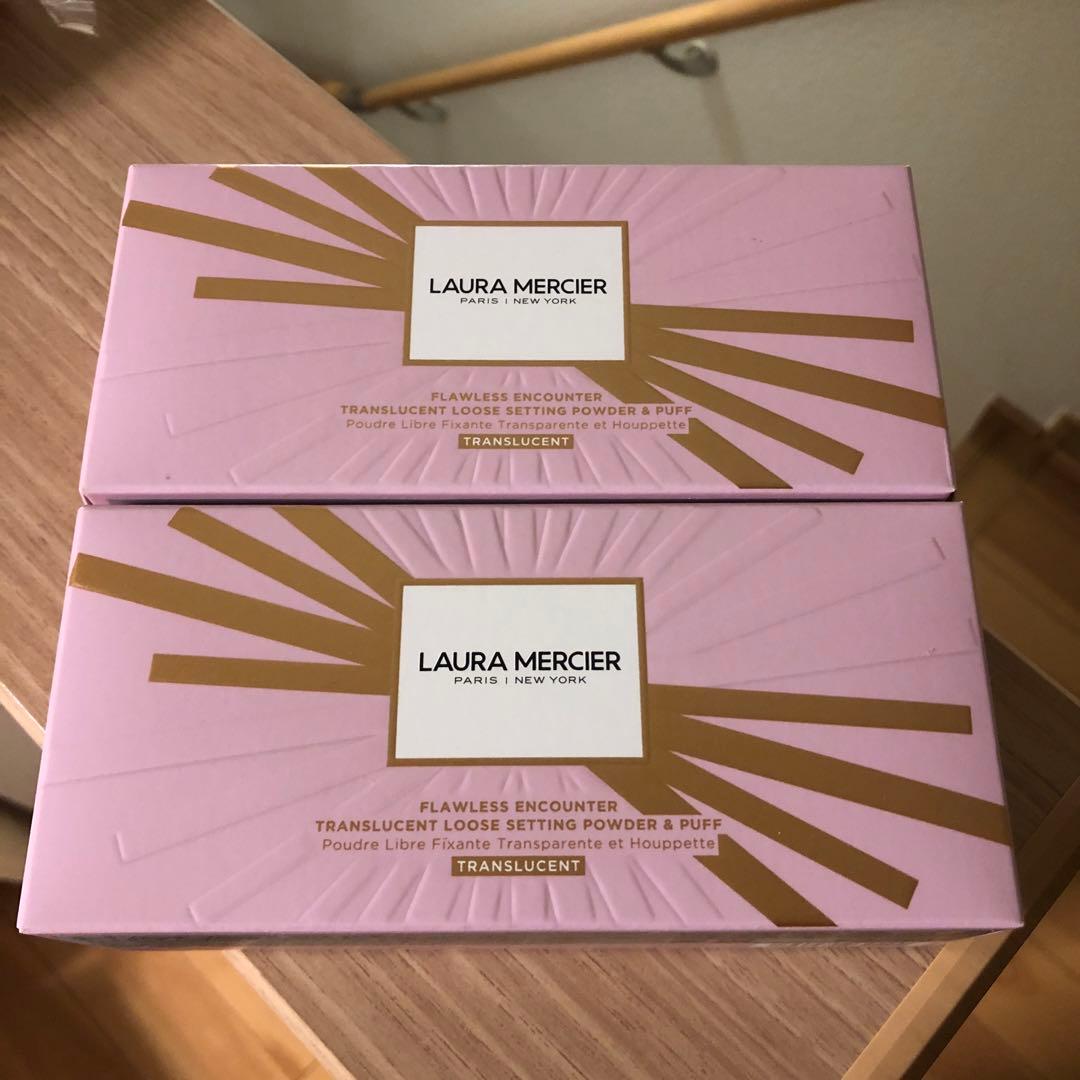 LAURA MERCIER
PARIS | NEW YORK
FLAWLESS ENCOUNTER
TRANSLUCENT LOOSE SETTING POWDER & PUFF
Poudre Libre Fixante Transparente et Houppette
TRANSLUCENT
LAURA MERCIER
PARIS | NEW YORK
FLAWLESS ENCOUNTER
TRANSLUCENT LOOSE SETTING POWDER & PUFF
Poudre Libre Fixante Transparente et Houppette
TRANSLUCENT